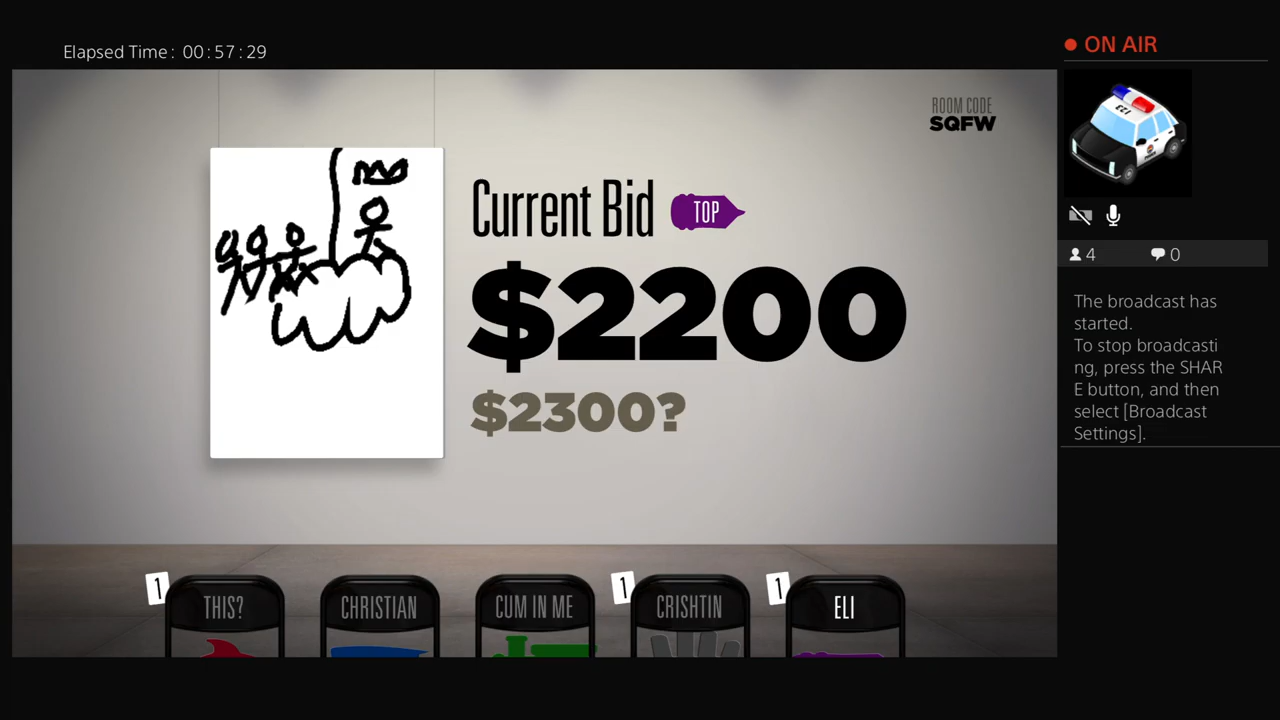 Elapsed Time: 00:57:29
ON AIR
ROOM CODE
SQFW
Current Bid TOP
$2200
$2300?
4 0
The broadcast has
started.
To stop broadcasti
ng, press the SHAR
E button, and then
select [Broadcast
Settings].
1 THIS? CHRISTIAN CUM IN ME 1 CRISHTIN 1 ELI